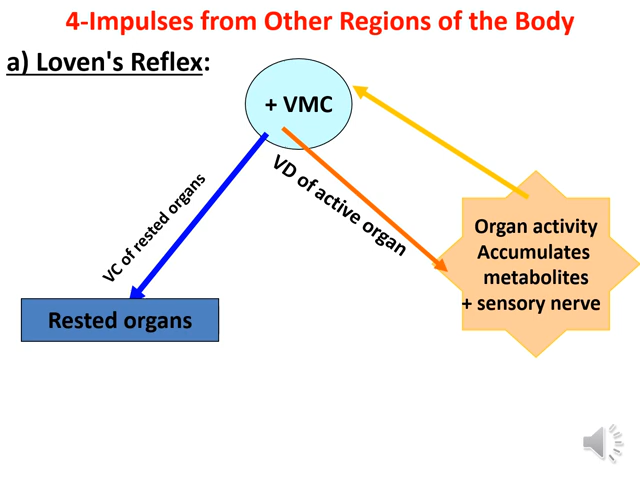 4-Impulses from Other Regions of the Body
a) Loven's Reflex:
+ VMC
VC of rested organs
VD of active organ
Organ activity
Accumulates
metabolites
+ sensory nerve
Rested organs